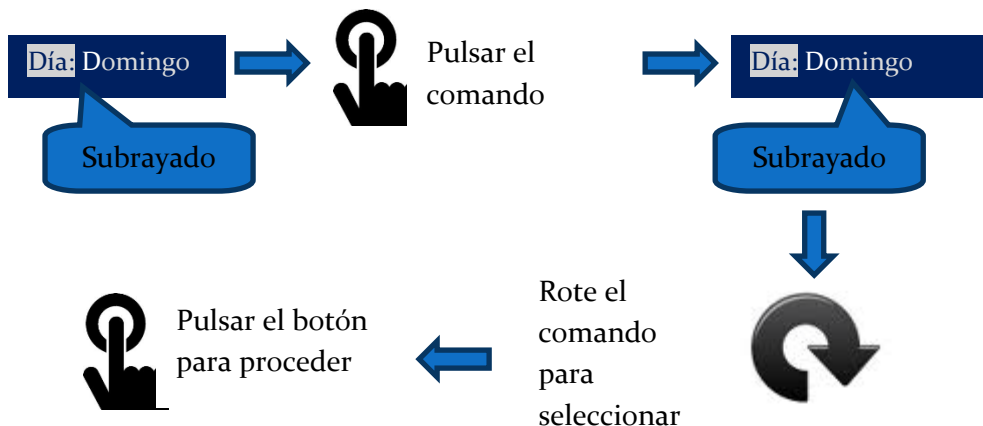 Día: Domingo
Pulsar el
comando
Día: Domingo
Subrayado
Subrayado
Rote el
comando
para
seleccionar
Pulsar el botón
para proceder